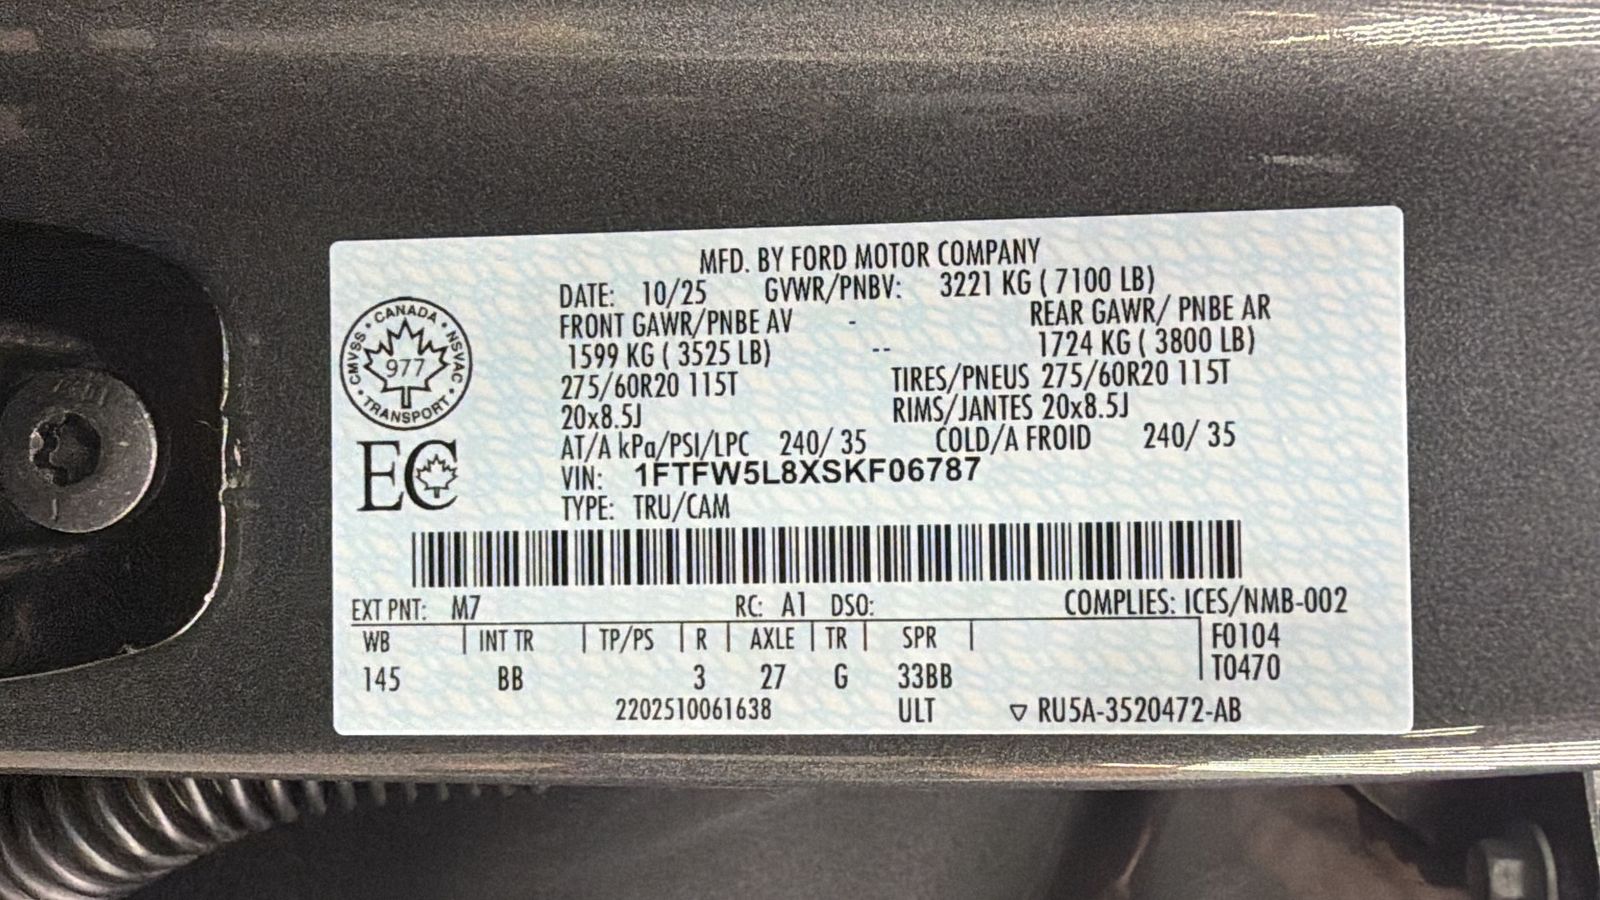 MFD. BY FORD MOTOR COMPANY
DATE: 10/25 GVWR/PNBV: 3221 KG ( 7100 LB)
FRONT GAWR/PNBE AV - REAR GAWR/ PNBE AR
1599 KG ( 3525 LB) -- 1724 KG ( 3800 LB)
275/60R20 115T TIRES/PNEUS 275/60R20 115T
20x8.5J RIMS/JANTES 20x8.5J
AT/A kPa/PSI/LPC 240/ 35 COLD/A FROID 240/ 35
VIN: 1FTFW5L8XSKF06787
TYPE: TRU/CAM
CANADA • NSVAC • TRANSPORT • CMVSS •
977
EC
EXT PNT: M7 RC: A1 DSO: COMPLIES: ICES/NMB-002
WB | INT TR | TP/PS | R | AXLE | TR | SPR | F0104
145 BB 3 27 G 33BB T0470
2202510061638 ULT ▽ RU5A-3520472-AB